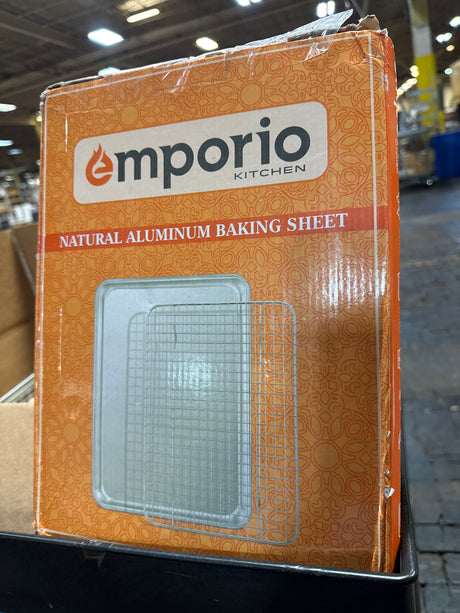 emporio
KITCHEN
NATURAL ALUMINUM BAKING SHEET